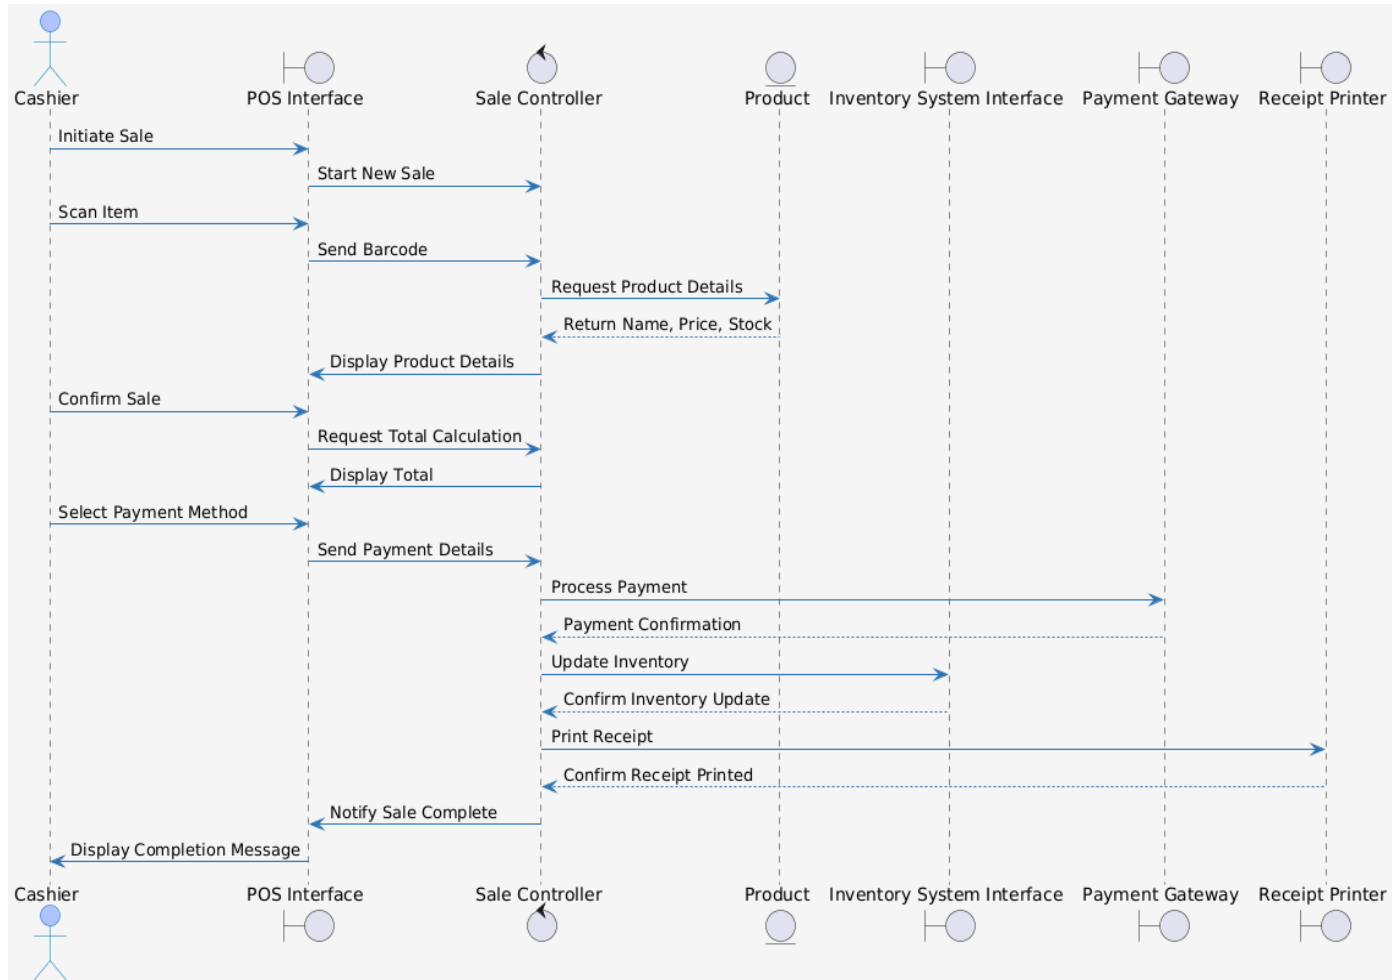 Cashier
POS Interface
Sale Controller
Product
Inventory System Interface
Payment Gateway
Receipt Printer
Initiate Sale
Start New Sale
Scan Item
Send Barcode
Request Product Details
Return Name, Price, Stock
Display Product Details
Confirm Sale
Request Total Calculation
Display Total
Select Payment Method
Send Payment Details
Process Payment
Payment Confirmation
Update Inventory
Confirm Inventory Update
Print Receipt
Confirm Receipt Printed
Notify Sale Complete
Display Completion Message
Cashier
POS Interface
Sale Controller
Product
Inventory System Interface
Payment Gateway
Receipt Printer